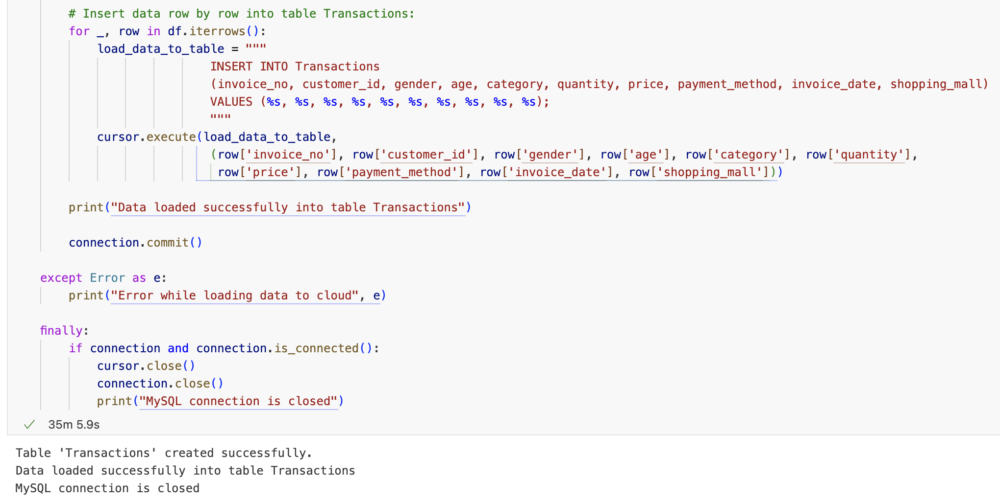 # Insert data row by row into table Transactions:
for _, row in df.iterrows():
load_data_to_table = """
INSERT INTO Transactions
(invoice_no, customer_id, gender, age, category, quantity, price, payment_method, invoice_date, shopping_mall)
VALUES (%s, %s, %s, %s, %s, %s, %s, %s, %s, %s);
"""
cursor.execute(load_data_to_table,
(row['invoice_no'], row['customer_id'], row['gender'], row['age'], row['category'], row['quantity'],
row['price'], row['payment_method'], row['invoice_date'], row['shopping_mall']))
print("Data loaded successfully into table Transactions")
connection.commit()
except Error as e:
print("Error while loading data to cloud", e)
finally:
if connection and connection.is_connected():
cursor.close()
connection.close()
print("MySQL connection is closed")
✓ 35m 5.9s
Table 'Transactions' created successfully.
Data loaded successfully into table Transactions
MySQL connection is closed